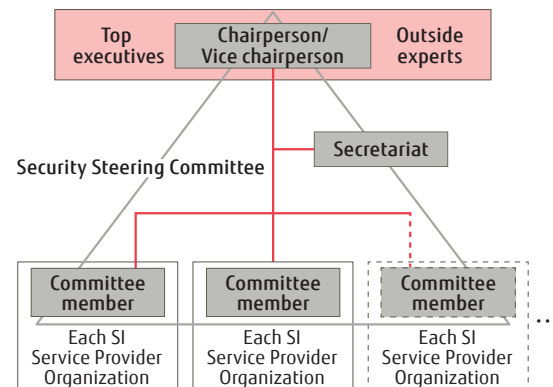 Top
executives
Chairperson/
Vice chairperson
Outside
experts
Secretariat
Security Steering Committee
Committee
member
Committee
member
Committee
member
Each SI
Service Provider
Organization
Each SI
Service Provider
Organization
Each SI
Service Provider
Organization
..